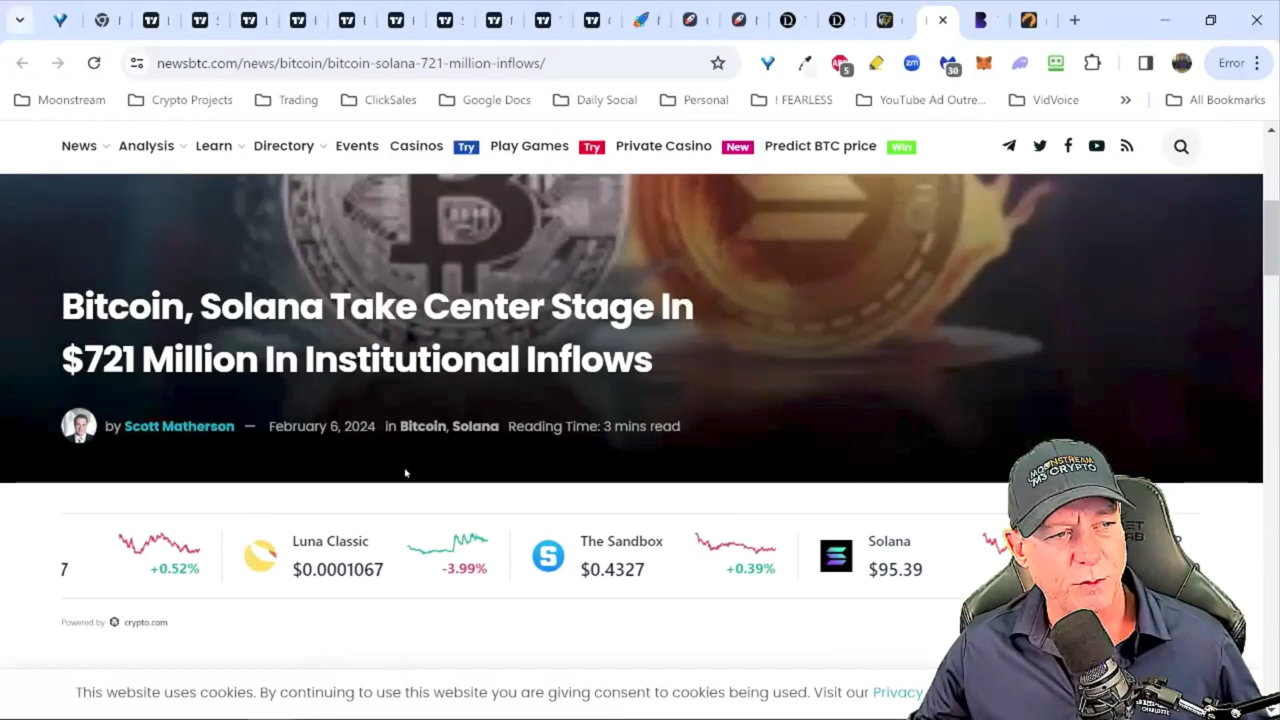 newsbtc.com/news/bitcoin/bitcoin-solana-721-million-inflows/
5
zm
30
Error
Moonstream
Crypto Projects
Trading
ClickSales
Google Docs
Daily Social
Personal
! FEARLESS
YouTube Ad Outre...
VidVoice
All Bookmarks
News
Analysis
Learn
Directory
Events
Casinos
Try
Play Games
Try
Private Casino
New
Predict BTC price
Win
Bitcoin, Solana Take Center Stage In
$721 Million In Institutional Inflows
by Scott Matherson — February 6, 2024 in Bitcoin, Solana Reading Time: 3 mins read
7
+0.52%
Luna Classic
$0.0001067
-3.99%
The Sandbox
$0.4327
+0.39%
Solana
$95.39
Powered by crypto.com
This website uses cookies. By continuing to use this website you are giving consent to cookies being used. Visit our Privacy
MOONSTREAM
CRYPTO